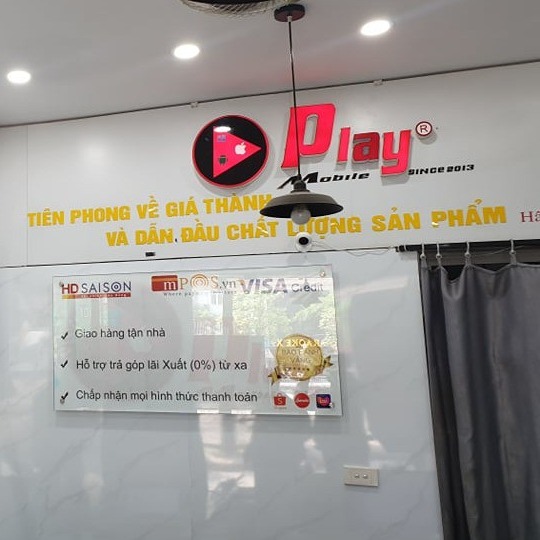 Play ®
Mobile SINCE 2013
TIÊN PHONG VỀ GIÁ THÀNH
VÀ DẪN ĐẦU CHẤT LƯỢNG SẢN PHẨM
HD SAISON
mPOS.vn
VISA Credit
Giao hàng tận nhà
Hỗ trợ trả góp lãi Xuất (0%) từ xa
Chấp nhận mọi hình thức thanh toán